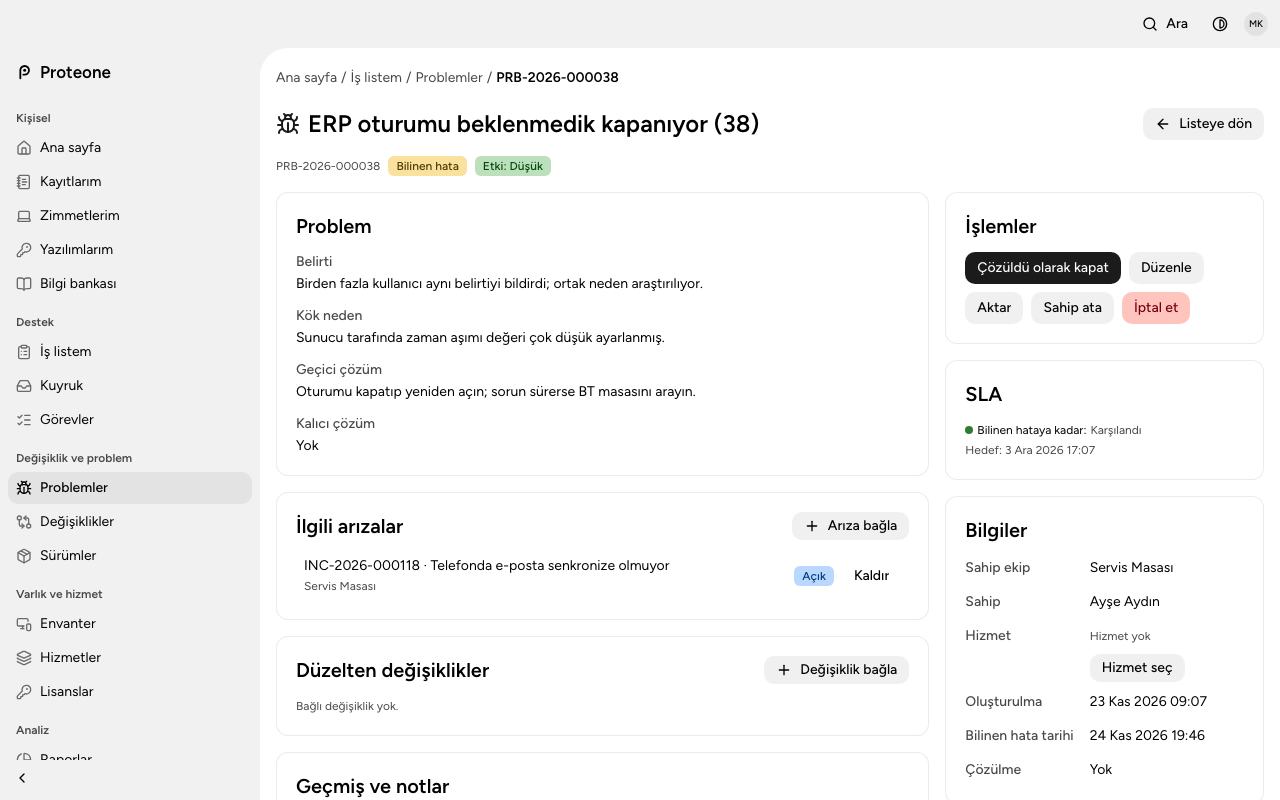 Ara
MK
Proteone
Kişisel
Ana sayfa
Kayıtlarım
Zimmetlerim
Yazılımlarım
Bilgi bankası
Destek
İş listem
Kuyruk
Görevler
Değişiklik ve problem
Problemler
Değişiklikler
Sürümler
Varlık ve hizmet
Envanter
Hizmetler
Lisanslar
Analiz
Raporlar
Ana sayfa / İş listem / Problemler / PRB-2026-000038
ERP oturumu beklenmedik kapanıyor (38)
Listeye dön
PRB-2026-000038 Bilinen hata Etki: Düşük
Problem
Belirti
Birden fazla kullanıcı aynı belirtiyi bildirdi; ortak neden araştırılıyor.
Kök neden
Sunucu tarafında zaman aşımı değeri çok düşük ayarlanmış.
Geçici çözüm
Oturumu kapatıp yeniden açın; sorun sürerse BT masasını arayın.
Kalıcı çözüm
Yok
İlgili arızalar
Arıza bağla
INC-2026-000118 · Telefonda e-posta senkronize olmuyor
Servis Masası
Açık Kaldır
Düzelten değişiklikler
Değişiklik bağla
Bağlı değişiklik yok.
Geçmiş ve notlar
İşlemler
Çözüldü olarak kapat Düzenle
Aktar Sahip ata İptal et
SLA
Bilinen hataya kadar: Karşılandı
Hedef: 3 Ara 2026 17:07
Bilgiler
Sahip ekip Servis Masası
Sahip Ayşe Aydın
Hizmet Hizmet yok
Hizmet seç
Oluşturulma 23 Kas 2026 09:07
Bilinen hata tarihi 24 Kas 2026 19:46
Çözülme Yok